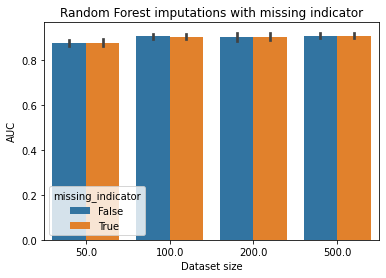 Random Forest imputations with missing indicator
AUC
0.8
0.6
0.4
0.2
0.0
missing_indicator
False
True
50.0 100.0 200.0 500.0
Dataset size